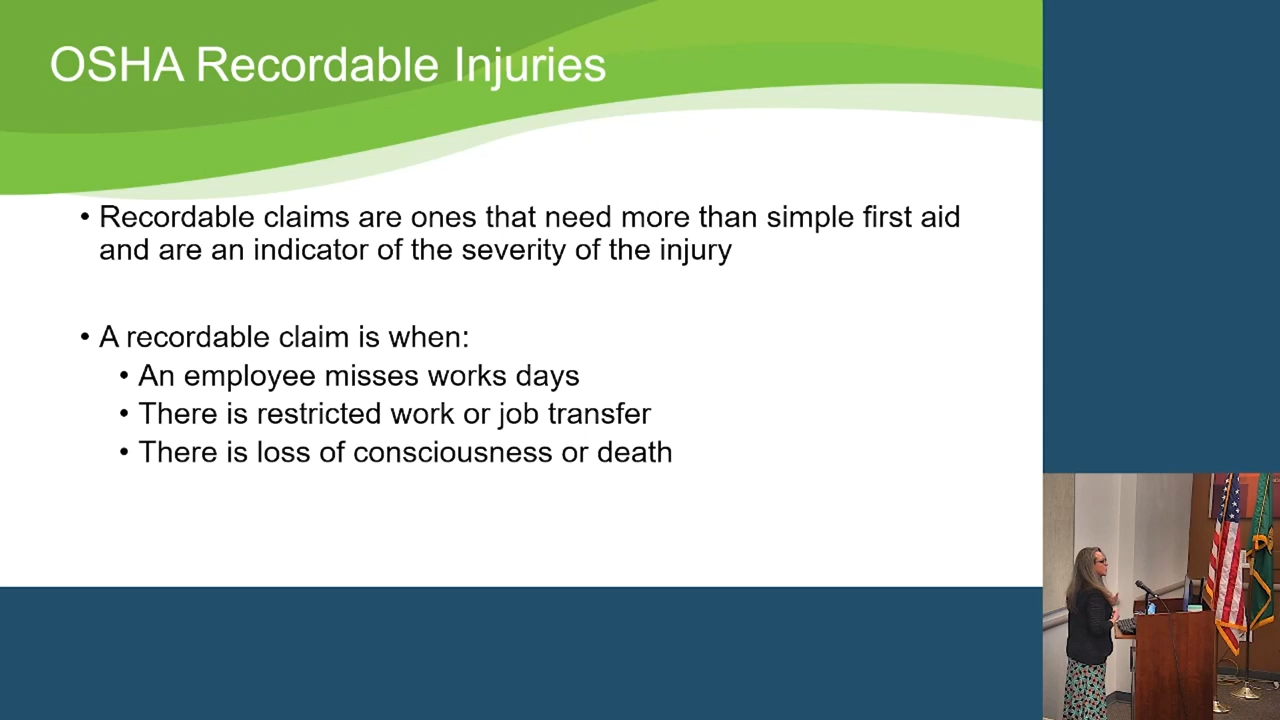 OSHA Recordable Injuries
• Recordable claims are ones that need more than simple first aid
and are an indicator of the severity of the injury
• A recordable claim is when:
• An employee misses works days
• There is restricted work or job transfer
• There is loss of consciousness or death